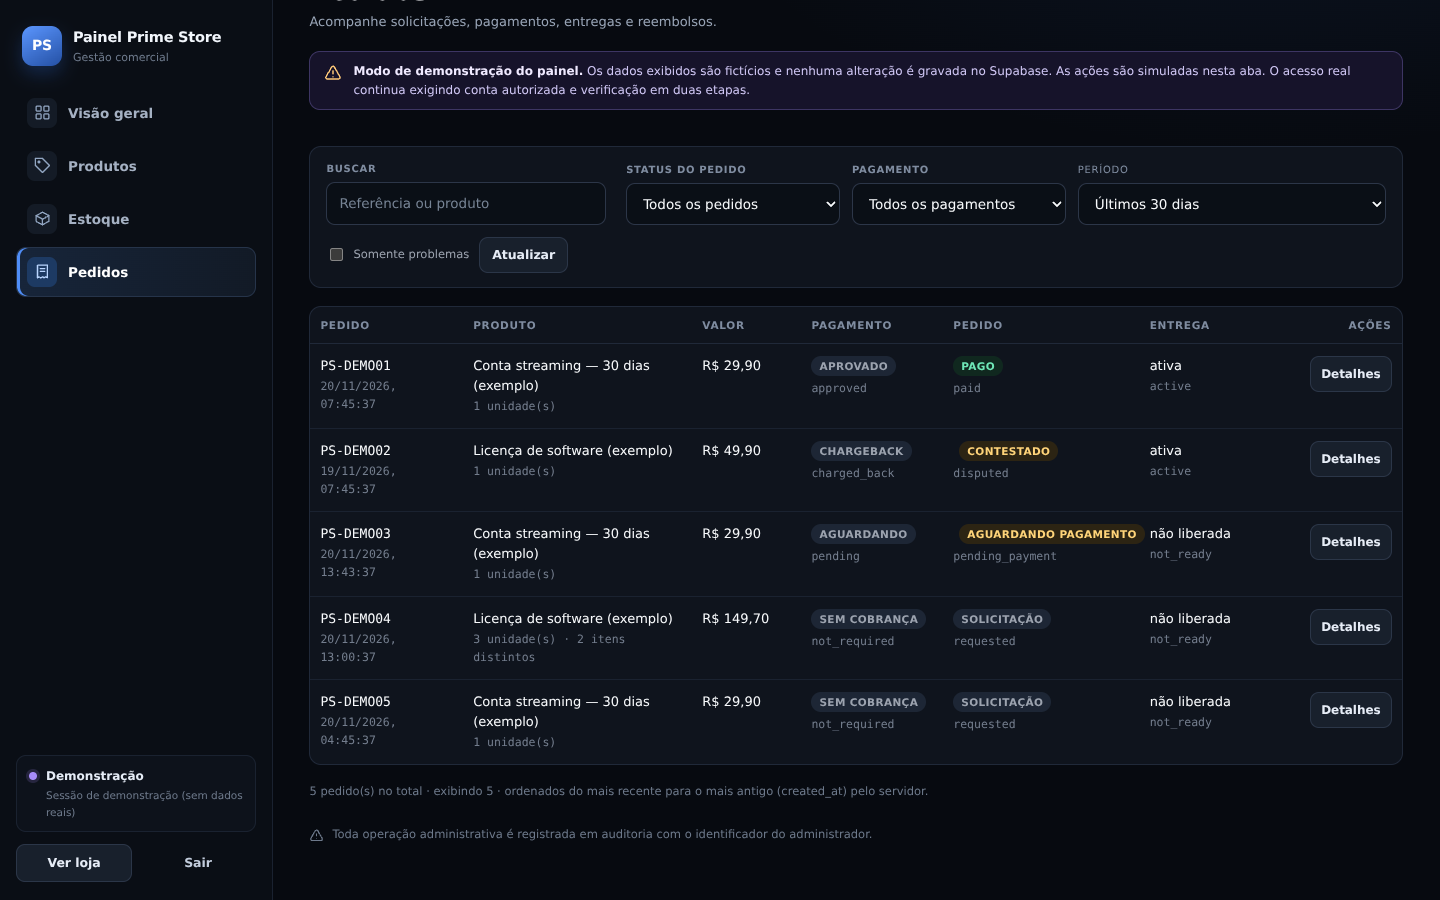 PS
Painel Prime Store
Gestão comercial
Visão geral
Produtos
Estoque
Pedidos
Demonstração
Sessão de demonstração (sem dados
reais)
Ver loja
Sair
Acompanhe solicitações, pagamentos, entregas e reembolsos.
Modo de demonstração do painel. Os dados exibidos são fictícios e nenhuma alteração é gravada no Supabase. As ações são simuladas nesta aba. O acesso real
continua exigindo conta autorizada e verificação em duas etapas.
BUSCAR
STATUS DO PEDIDO
PAGAMENTO
PERÍODO
Referência ou produto
Todos os pedidos
Todos os pagamentos
Últimos 30 dias
Somente problemas
Atualizar
PEDIDO PRODUTO VALOR PAGAMENTO PEDIDO ENTREGA AÇÕES
PS-DEMO01 Conta streaming — 30 dias R$ 29,90 APROVADO PAGO ativa Detalhes
20/11/2026, (exemplo) approved paid active
07:45:37 1 unidade(s)
PS-DEMO02 Licença de software (exemplo) R$ 49,90 CHARGEBACK CONTESTADO ativa Detalhes
19/11/2026, 1 unidade(s) charged_back disputed active
07:45:37
PS-DEMO03 Conta streaming — 30 dias R$ 29,90 AGUARDANDO AGUARDANDO PAGAMENTO não liberada Detalhes
20/11/2026, (exemplo) pending pending_payment not_ready
13:43:37 1 unidade(s)
PS-DEMO04 Licença de software (exemplo) R$ 149,70 SEM COBRANÇA SOLICITAÇÃO não liberada Detalhes
20/11/2026, 3 unidade(s) · 2 itens not_required requested not_ready
13:00:37 distintos
PS-DEMO05 Conta streaming — 30 dias R$ 29,90 SEM COBRANÇA SOLICITAÇÃO não liberada Detalhes
20/11/2026, (exemplo) not_required requested not_ready
04:45:37 1 unidade(s)
5 pedido(s) no total · exibindo 5 · ordenados do mais recente para o mais antigo (created_at) pelo servidor.
Toda operação administrativa é registrada em auditoria com o identificador do administrador.